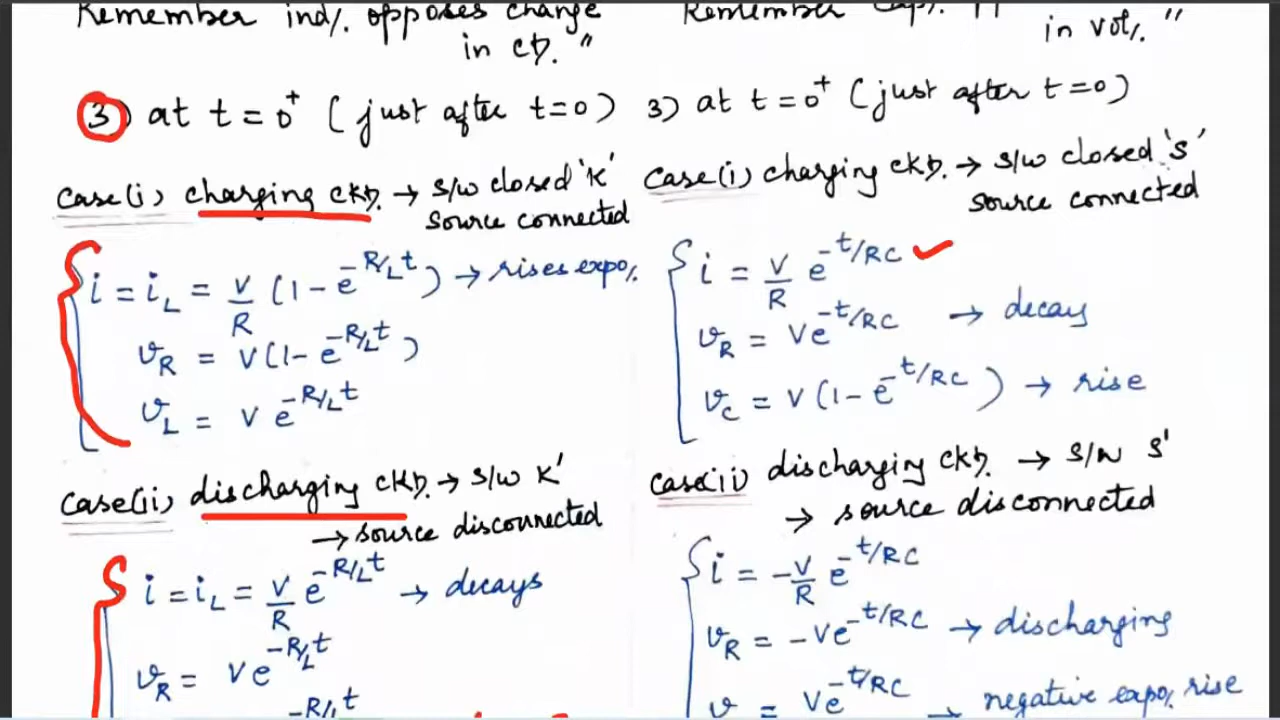 Remember ind/. opposes change
in ckt."
3) at t = 0⁺ (just after t=0)
Case(i) charging ckt. → s/w closed 'K'
source connected
i = i_L = V/R (1 - e^(-R/L t)) → rises expo/.
v_R = V(1 - e^(-R/L t))
v_L = V e^(-R/L t)
Case(ii) discharging ckt. → s/w K'
→ source disconnected
i = i_L = V/R e^(-R/L t) → decays
v_R = V e^(-R/L t)
-R/L t
Remember Cap/.
in vol/. "
3) at t = 0⁺ (just after t=0)
Case(i) charging ckt. → s/w closed 's'
source connected
i = V/R e^(-t/RC) ✓
v_R = V e^(-t/RC) → decays
v_C = V(1 - e^(-t/RC)) → rise
Case(ii) discharging ckt. → s/w s'
→ source disconnected
i = -V/R e^(-t/RC)
v_R = -V e^(-t/RC) → discharging
v = V e^(-t/RC) → negative expo/. rise